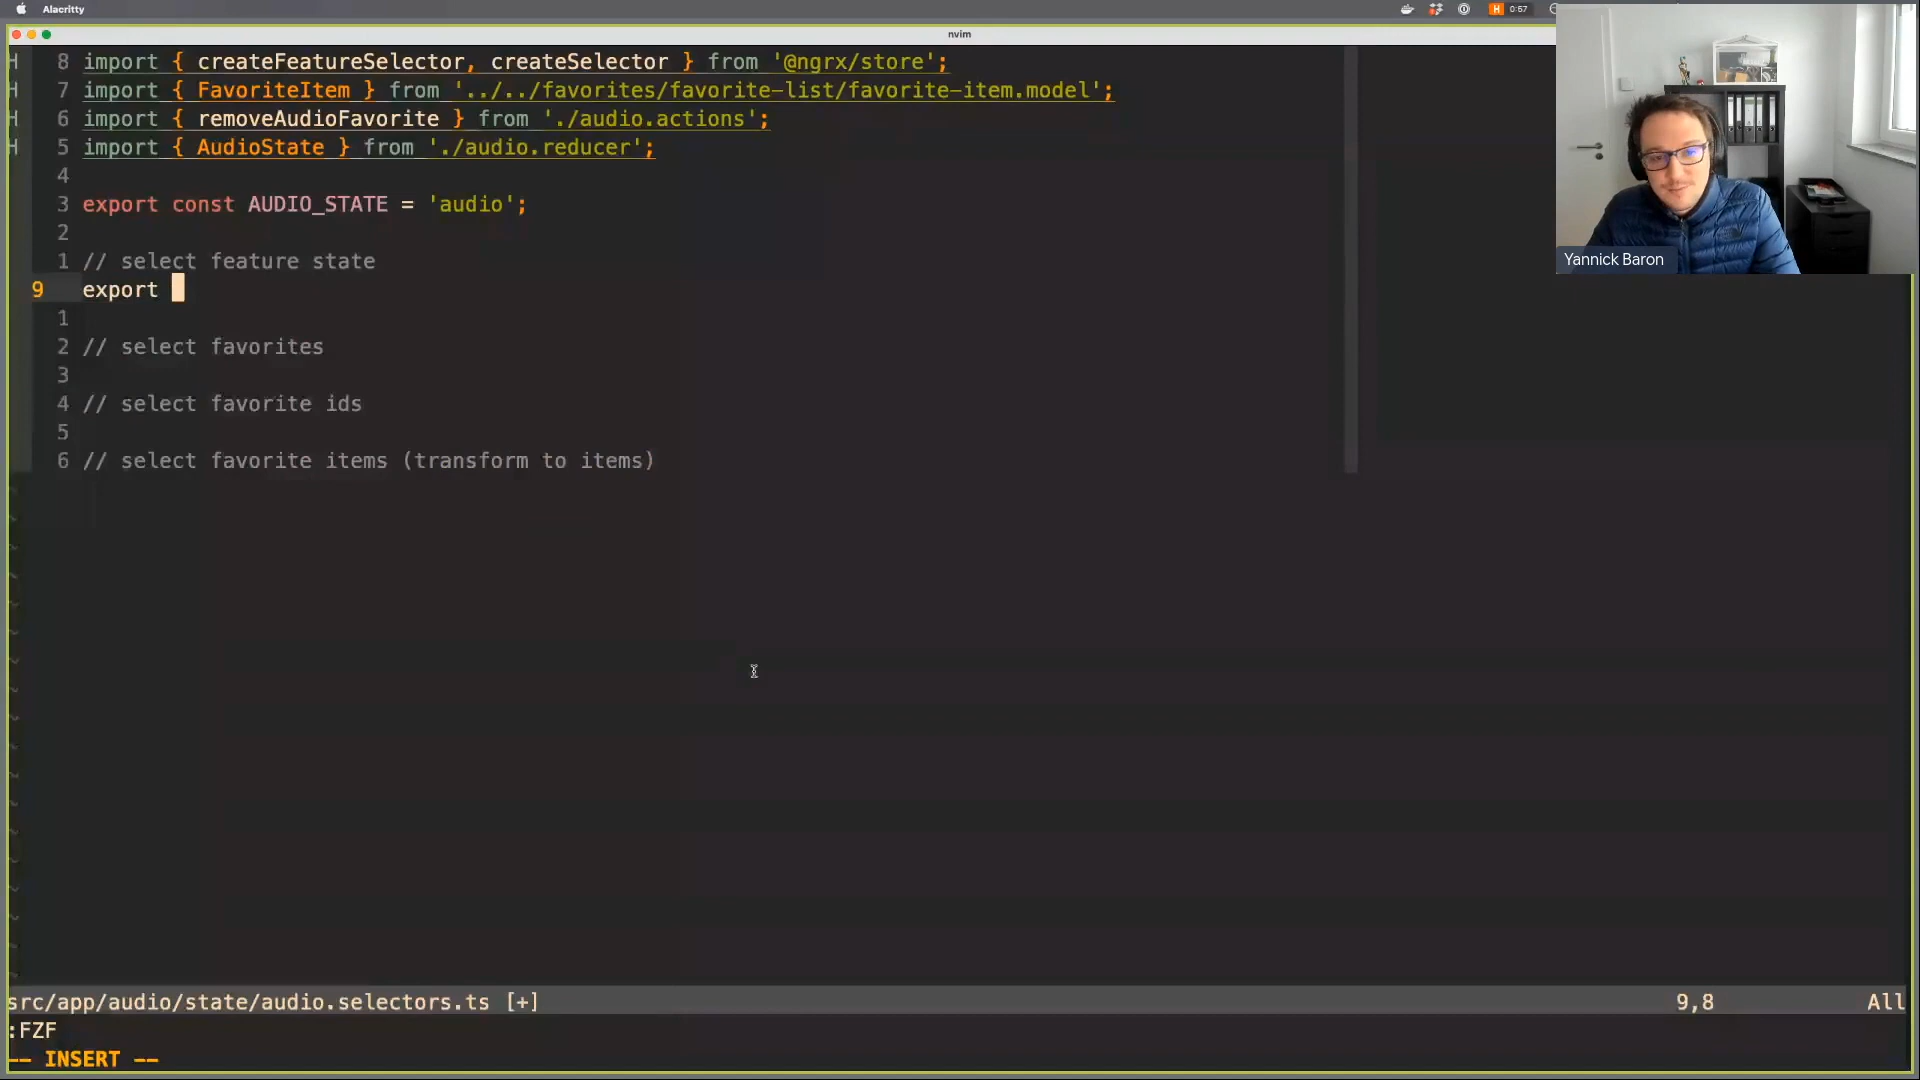 Alacritty
0:57
nvim
H 8 import { createFeatureSelector, createSelector } from '@ngrx/store';
H 7 import { FavoriteItem } from '../../favorites/favorite-list/favorite-item.model';
H 6 import { removeAudioFavorite } from './audio.actions';
H 5 import { AudioState } from './audio.reducer';
4
3 export const AUDIO_STATE = 'audio';
2
1 // select feature state
9 export
1
2 // select favorites
3
4 // select favorite ids
5
6 // select favorite items (transform to items)
Yannick Baron
src/app/audio/state/audio.selectors.ts [+] 9,8 All
:FZF
-- INSERT --